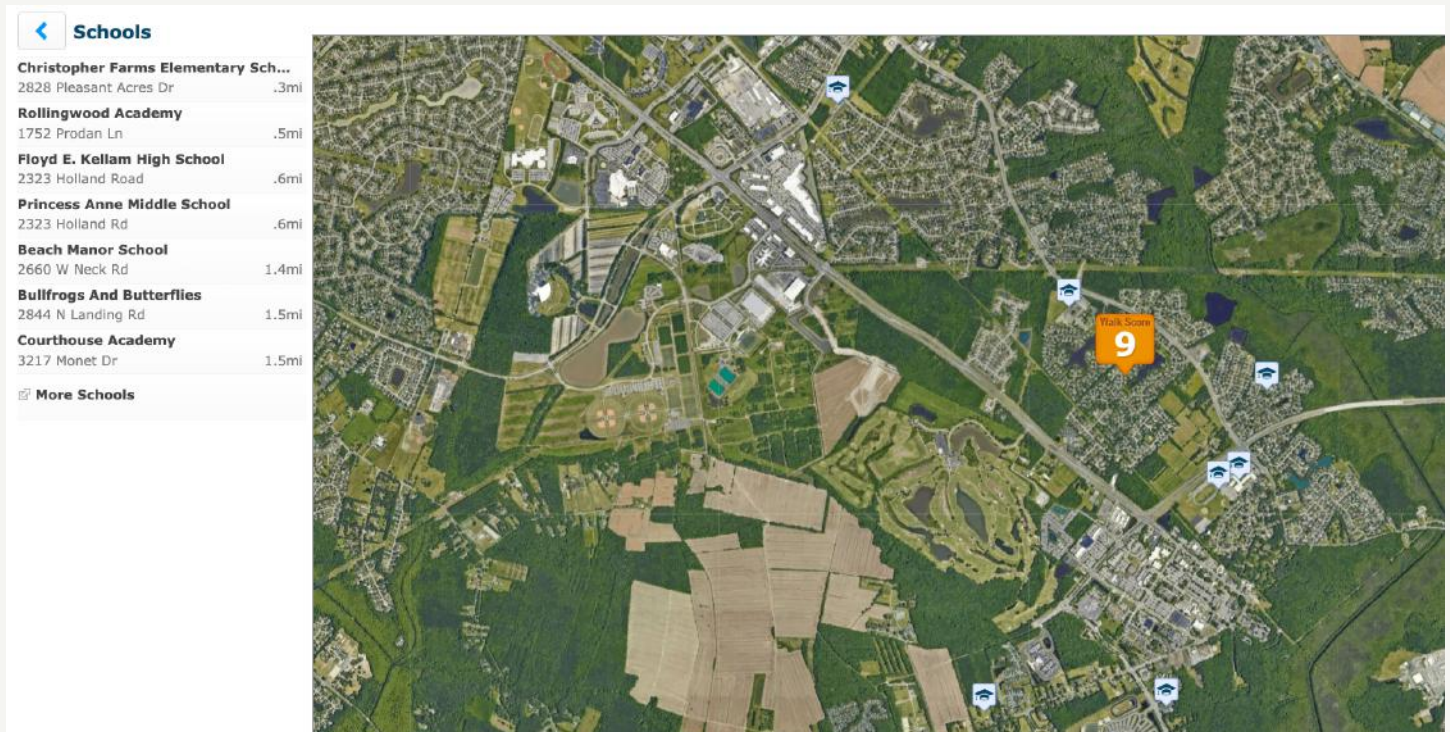 Schools
Christopher Farms Elementary Sch...
2828 Pleasant Acres Dr .3mi
Rollingwood Academy
1752 Prodan Ln .5mi
Floyd E. Kellam High School
2323 Holland Road .6mi
Princess Anne Middle School
2323 Holland Rd .6mi
Beach Manor School
2660 W Neck Rd 1.4mi
Bullfrogs And Butterflies
2844 N Landing Rd 1.5mi
Courthouse Academy
3217 Monet Dr 1.5mi
More Schools
Walk Score
9